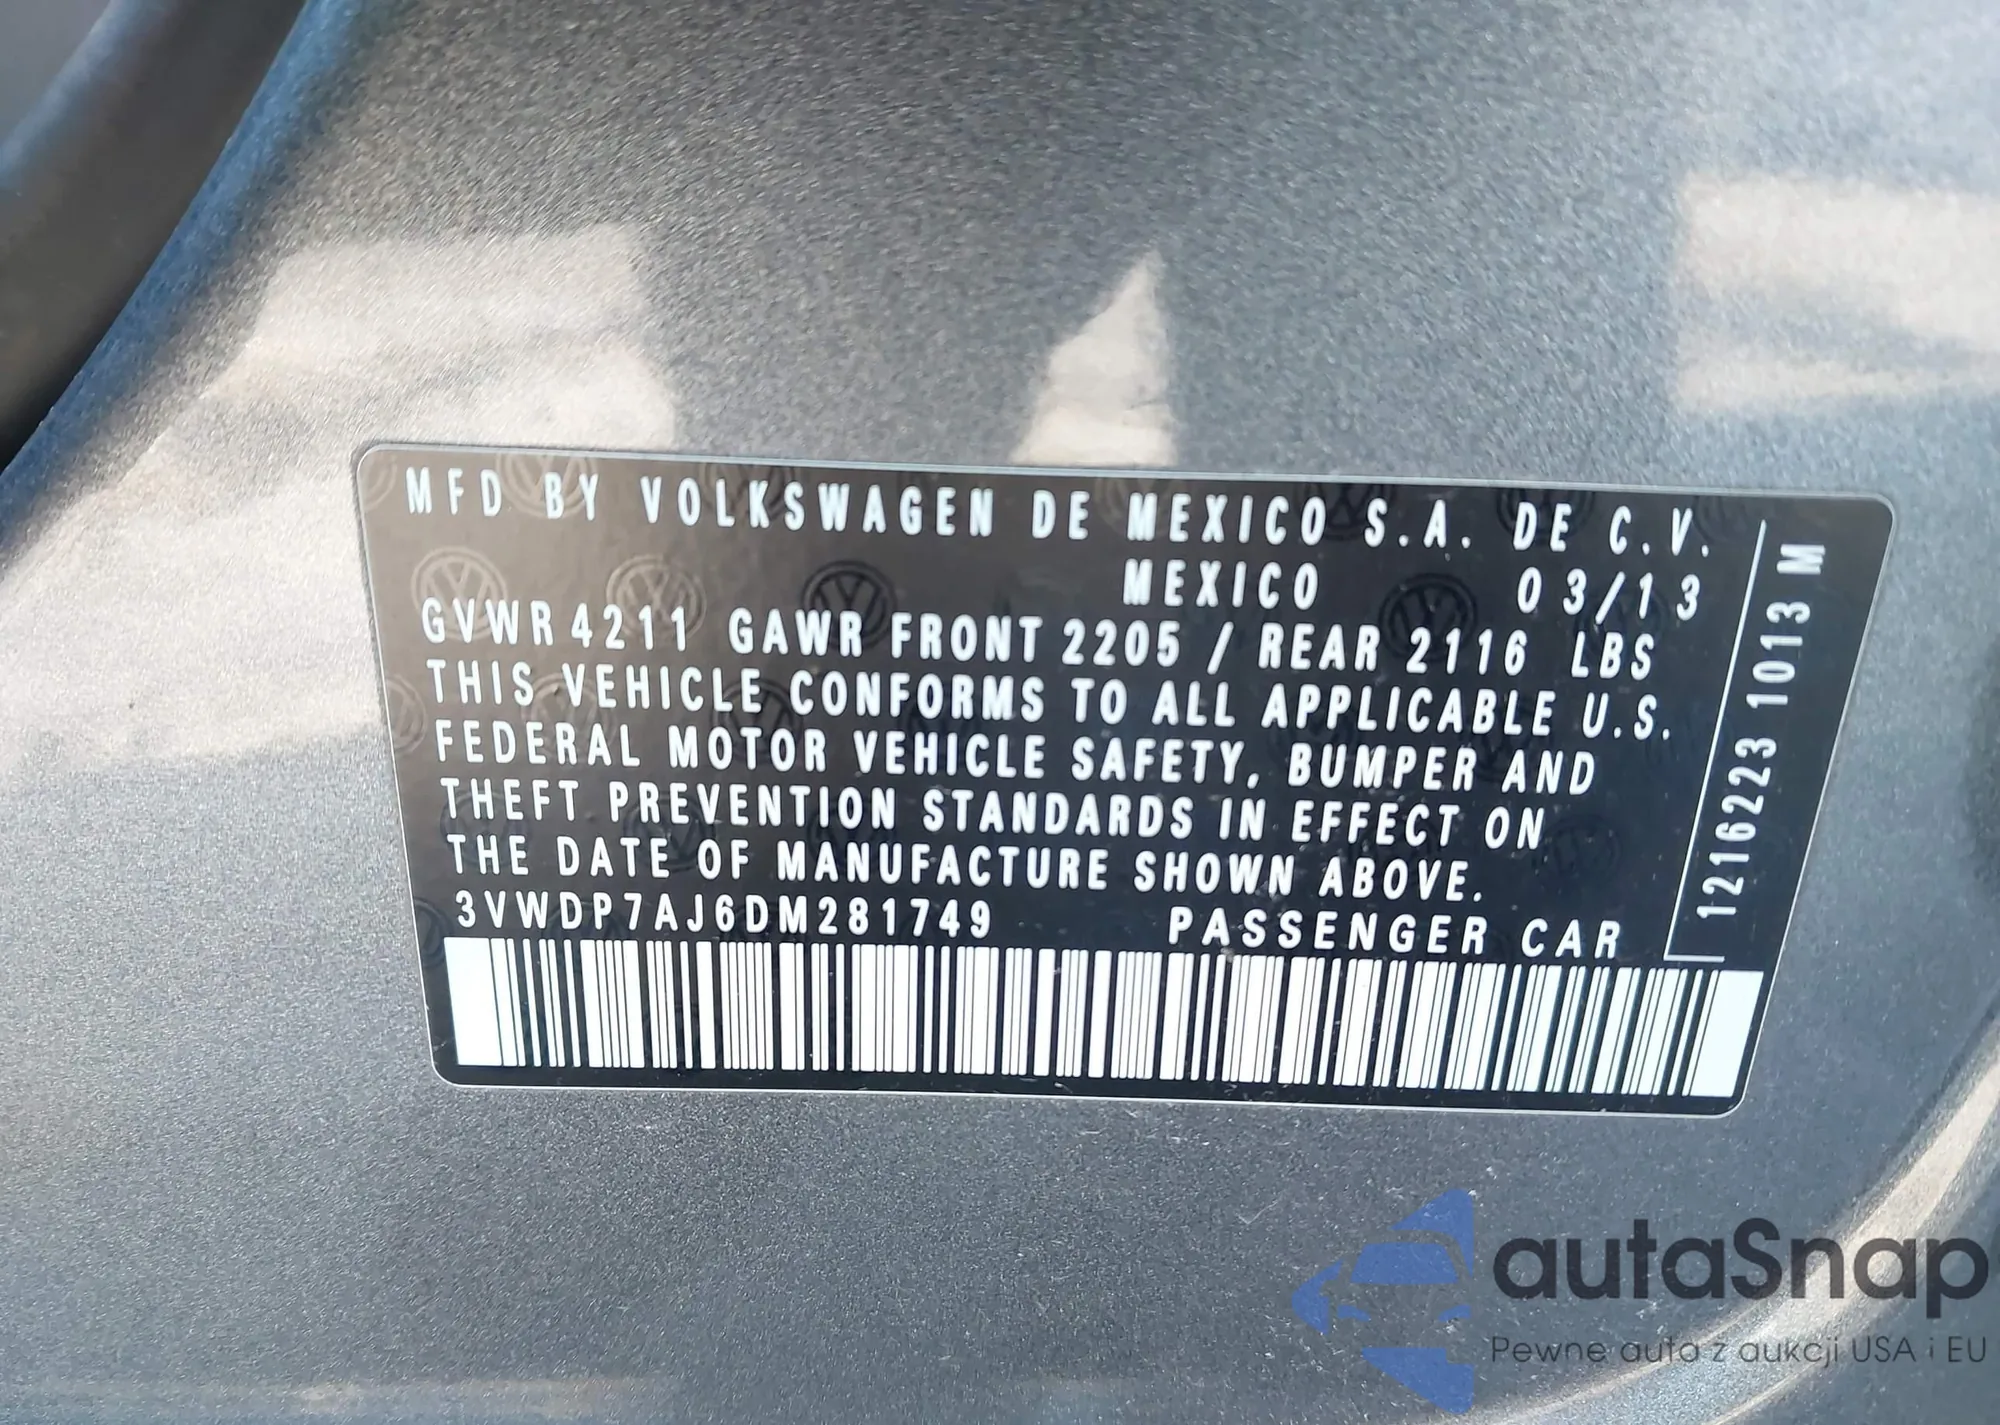 MFD BY VOLKSWAGEN DE MEXICO S.A. DE C.V.
MEXICO 03/13
GVWR 4211 GAWR FRONT 2205 / REAR 2116 LBS
THIS VEHICLE CONFORMS TO ALL APPLICABLE U.S.
FEDERAL MOTOR VEHICLE SAFETY, BUMPER AND
THEFT PREVENTION STANDARDS IN EFFECT ON
THE DATE OF MANUFACTURE SHOWN ABOVE.
3VWDP7AJ6DM281749 PASSENGER CAR
1216223 1013 M
autaSnap
Pewne auta z aukcji USA i EU